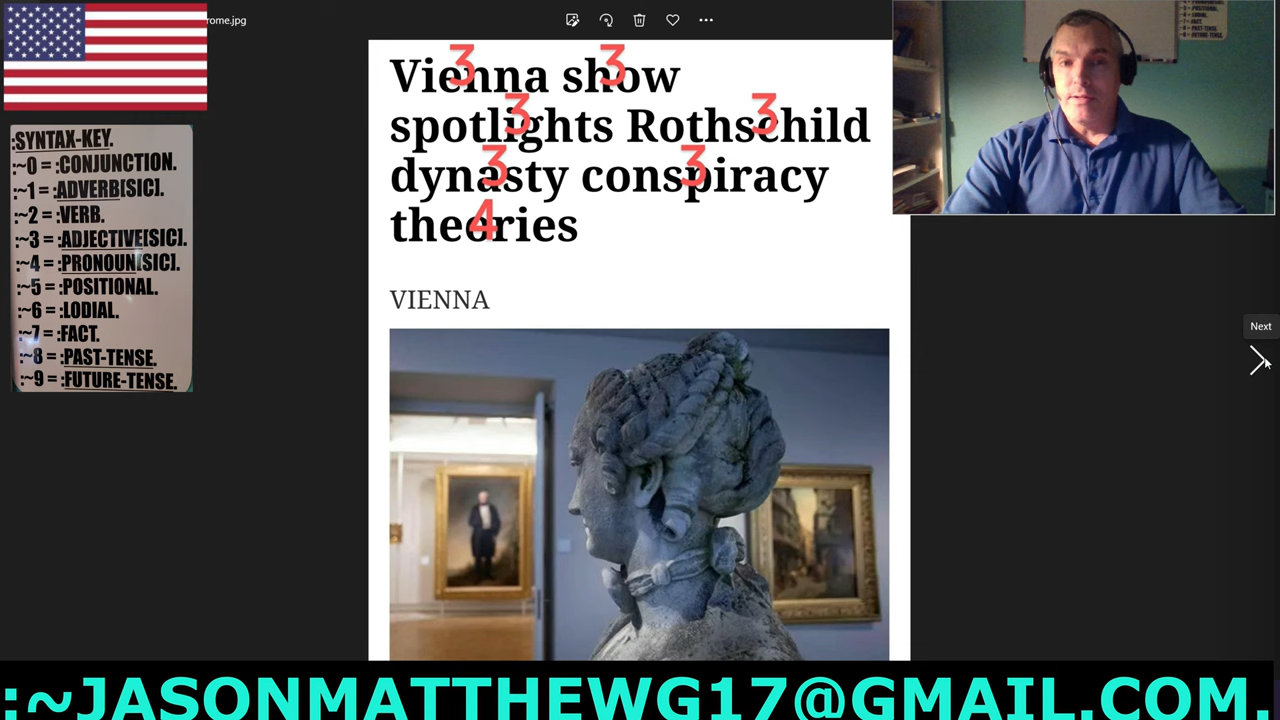 rome.jpg
:SYNTAX-KEY.
:~0 = :CONJUNCTION.
:~1 = :ADVERB[SIC].
:~2 = :VERB.
:~3 = :ADJECTIVE[SIC].
:~4 = :PRONOUN[SIC].
:~5 = :POSITIONAL.
:~6 = :LODIAL.
:~7 = :FACT.
:~8 = :PAST-TENSE.
:~9 = :FUTURE-TENSE.
3 3
Vienna show
3 3
spotlights Rothschild
3 3
dynasty conspiracy
4
theories
VIENNA
Next
:~JASONMATTHEWG17@GMAIL.COM.